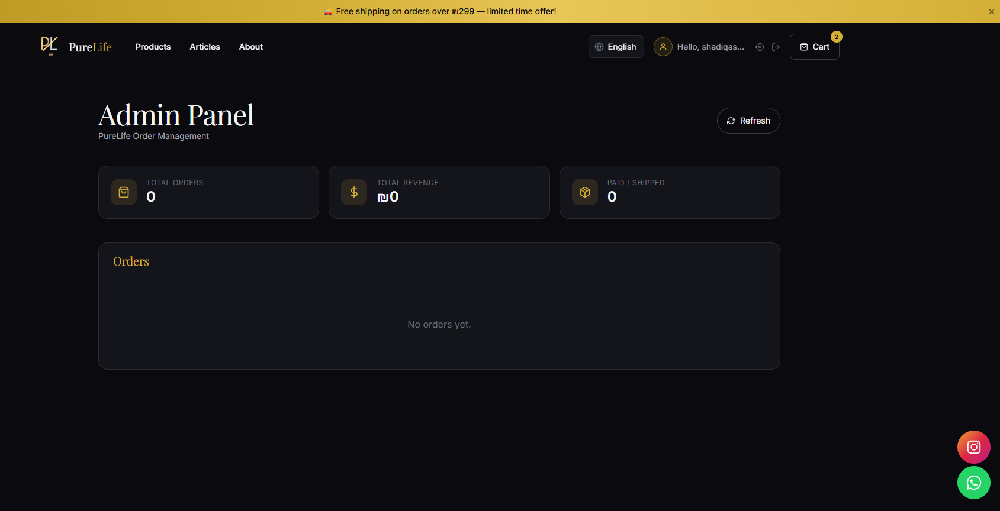 🚚 Free shipping on orders over ₪299 — limited time offer!
×
PL
PureLife
Products
Articles
About
English
Hello, shadiqas...
Cart
2
Admin Panel
PureLife Order Management
Refresh
TOTAL ORDERS
0
TOTAL REVENUE
₪0
PAID / SHIPPED
0
Orders
No orders yet.